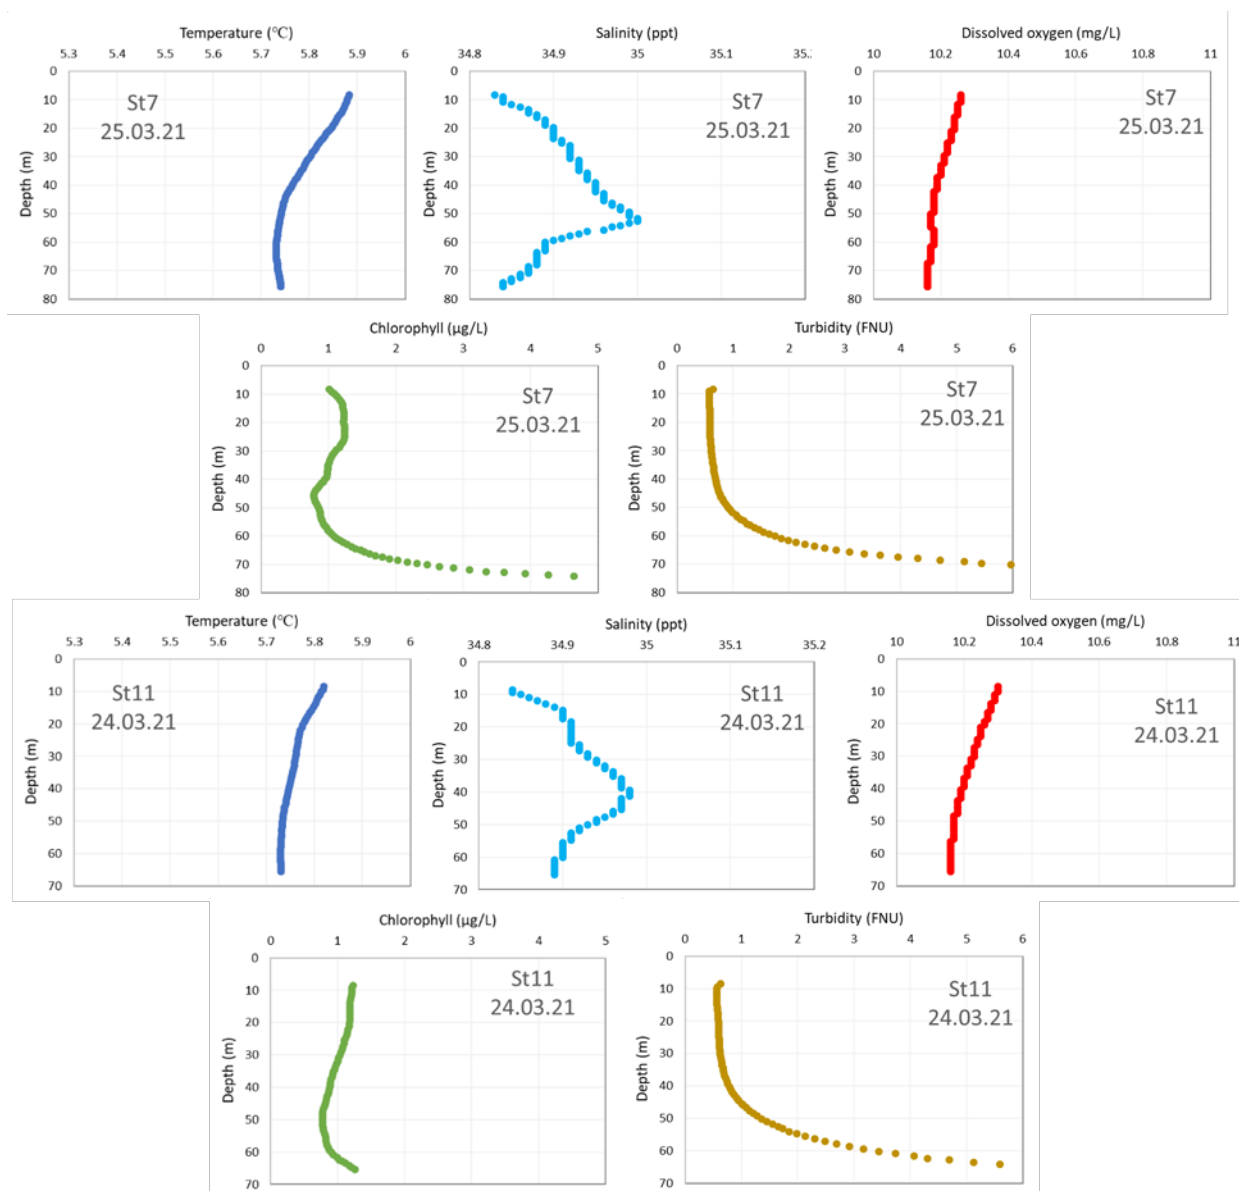 Temperature (℃)
5.3 5.4 5.5 5.6 5.7 5.8 5.9 6
0
10
20
30
40
50
60
70
80
Depth (m)
St7
25.03.21
Salinity (ppt)
34.8 34.9 35 35.1 35.
0
10
20
30
40
50
60
70
80
Depth (m)
St7
25.03.21
Dissolved oxygen (mg/L)
10 10.2 10.4 10.6 10.8 11
0
10
20
30
40
50
60
70
80
Depth (m)
St7
25.03.21
Chlorophyll (µg/L)
0 1 2 3 4 5
0
10
20
30
40
50
60
70
80
Depth (m)
St7
25.03.21
Turbidity (FNU)
0 1 2 3 4 5 6
0
10
20
30
40
50
60
70
80
Depth (m)
St7
25.03.21
Temperature (℃)
5.3 5.4 5.5 5.6 5.7 5.8 5.9 6
0
10
20
30
40
50
60
70
Depth (m)
St11
24.03.21
Salinity (ppt)
34.8 34.9 35 35.1 35.2
0
10
20
30
40
50
60
70
Depth (m)
St11
24.03.21
Dissolved oxygen (mg/L)
10 10.2 10.4 10.6 10.8 11
0
10
20
30
40
50
60
70
Depth (m)
St11
24.03.21
Chlorophyll (µg/L)
0 1 2 3 4 5
0
10
20
30
40
50
60
70
Depth (m)
St11
24.03.21
Turbidity (FNU)
0 1 2 3 4 5 6
0
10
20
30
40
50
60
70
Depth (m)
St11
24.03.21